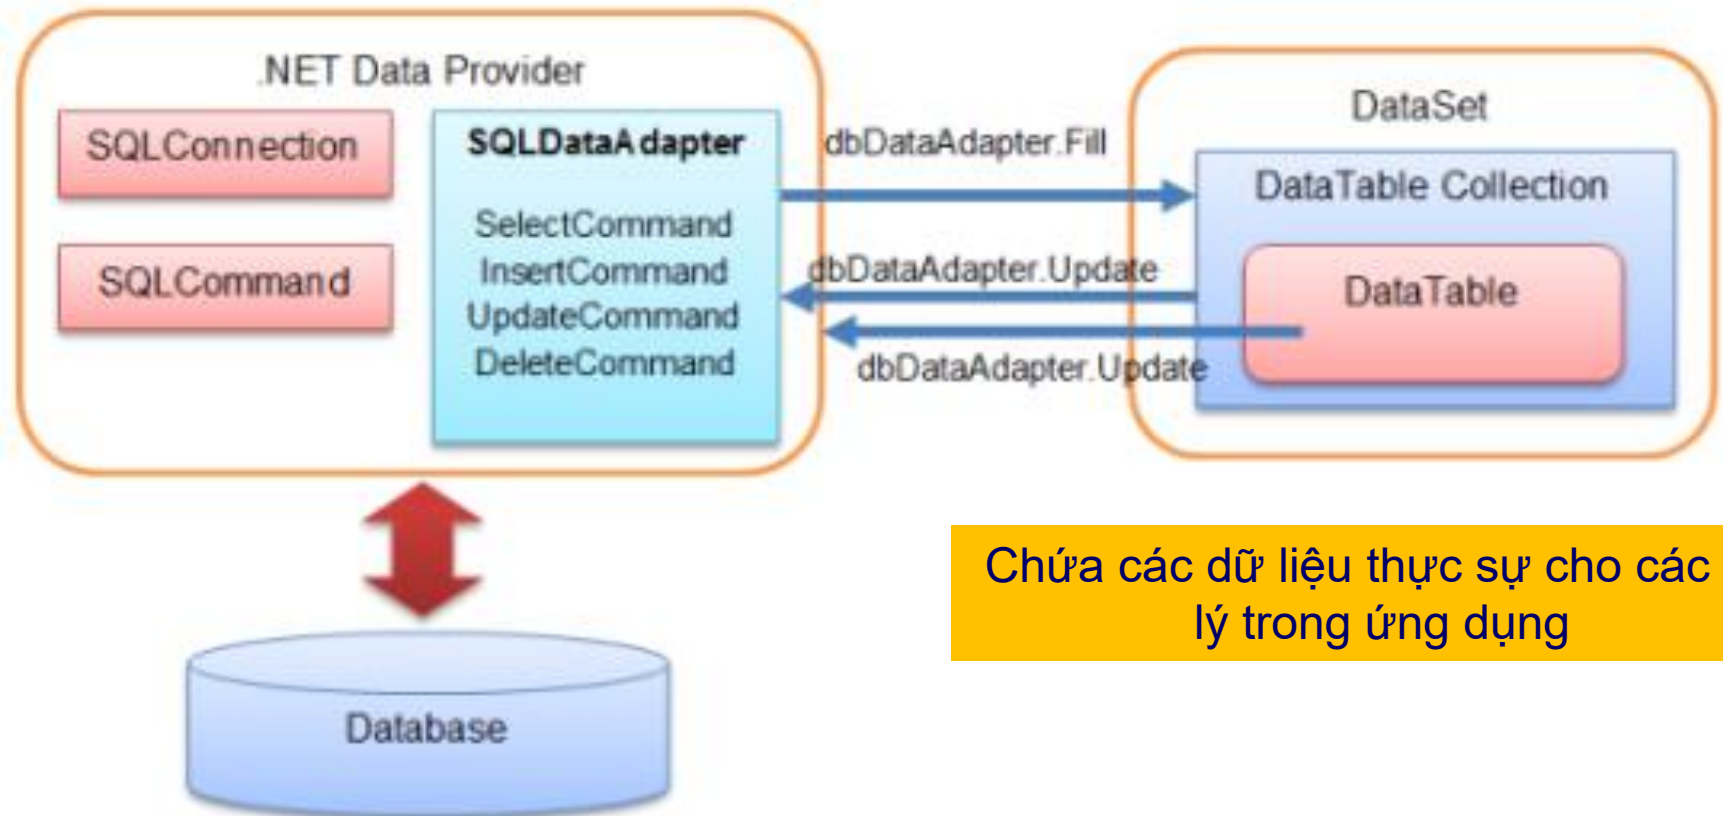 .NET Data Provider
SQLConnection
SQLCommand
SQLDataAdapter
SelectCommand
InsertCommand
UpdateCommand
DeleteCommand
dbDataAdapter.Fill
dbDataAdapter.Update
dbDataAdapter.Update
DataSet
DataTable Collection
DataTable
Database
Chứa các dữ liệu thực sự cho các
lý trong ứng dụng